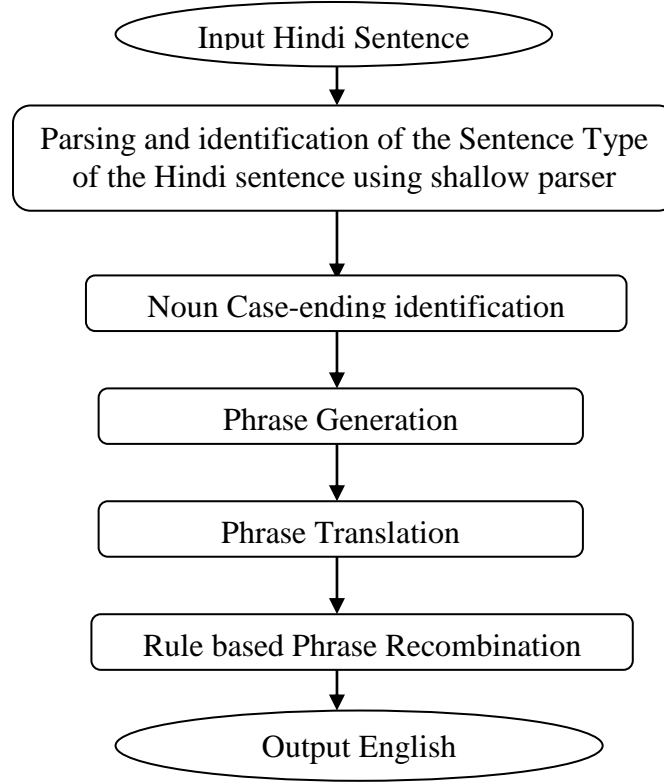 Input Hindi Sentence
Parsing and identification of the Sentence Type
of the Hindi sentence using shallow parser
Noun Case-ending identification
Phrase Generation
Phrase Translation
Rule based Phrase Recombination
Output English